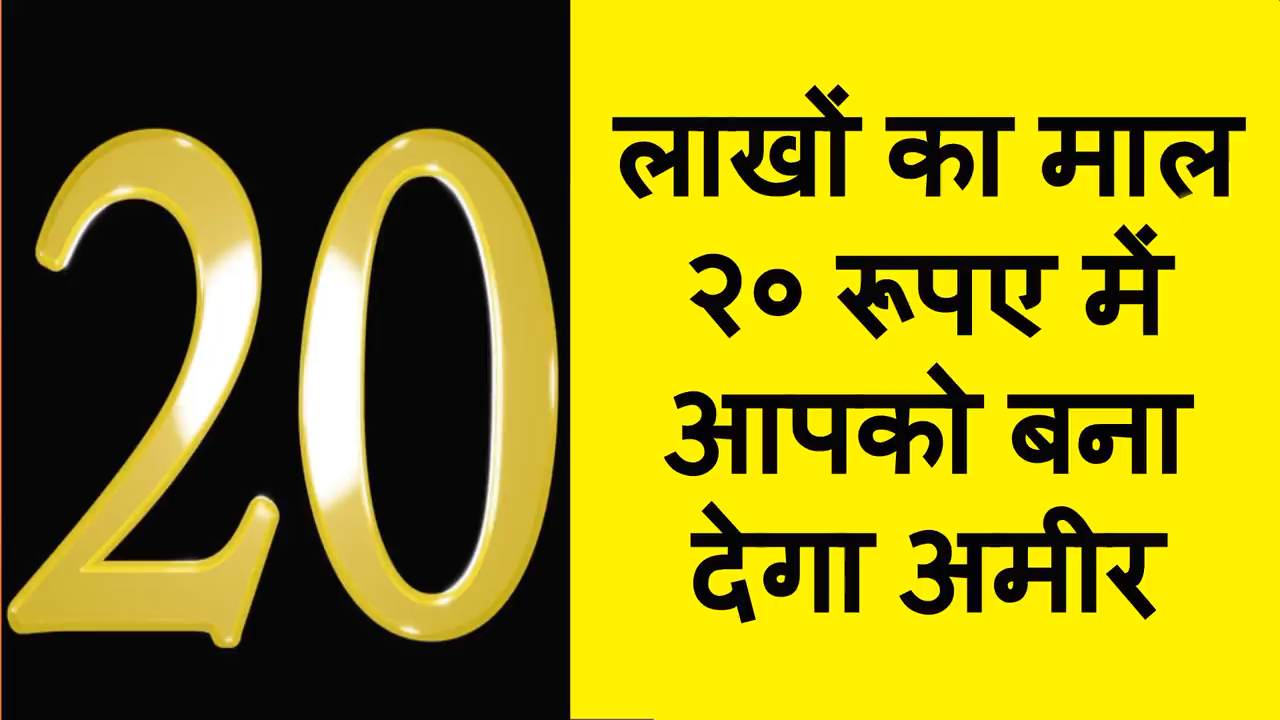 20
लाखों का माल
२० रूपए में
आपको बना
देगा अमीर